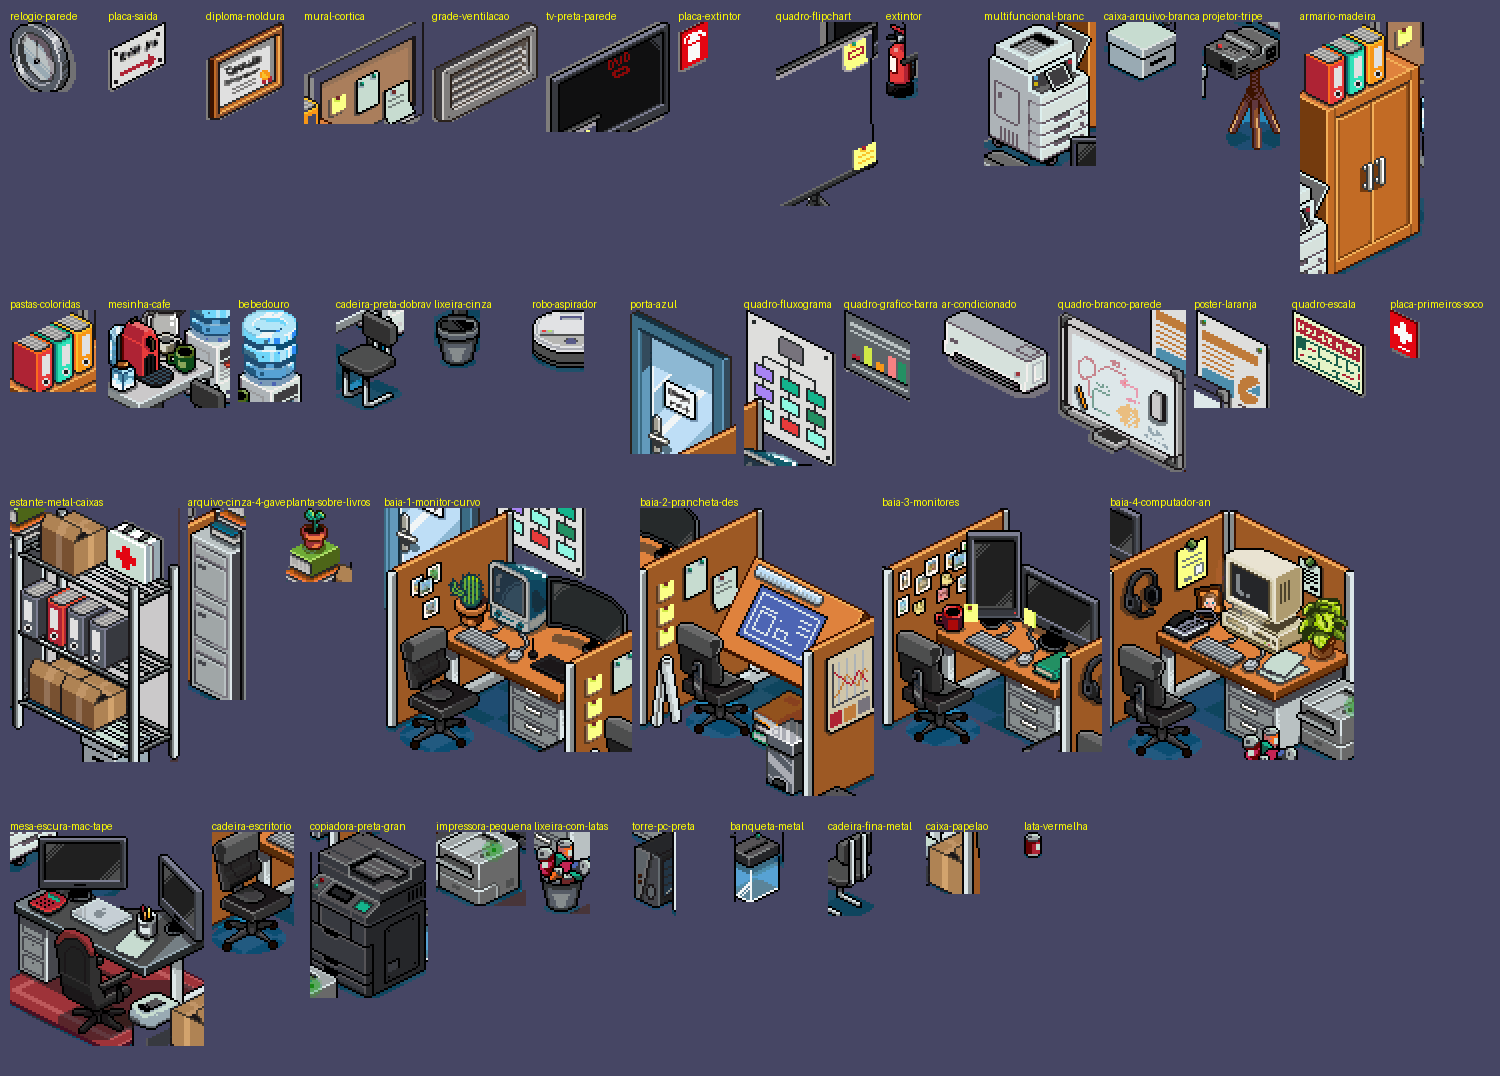 relogio-parede placa-saida diploma-moldura mural-cortica grade-ventilacao tv-preta-parede placa-extintor quadro-flipchart extintor multifuncional-branc caixa-arquivo-branca projetor-tripe armario-madeira
pastas-coloridas mesinha-cafe bebedouro cadeira-preta-dobrav lixeira-cinza robo-aspirador porta-azul quadro-fluxograma quadro-grafico-barra ar-condicionado quadro-branco-parede poster-laranja quadro-escala placa-primeiros-soco
estante-metal-caixas arquivo-cinza-4-gave planta-sobre-livros baia-1-monitor-curvo baia-2-prancheta-des baia-3-monitores baia-4-computador-an
mesa-escura-mac-tape cadeira-escritorio copiadora-preta-gran impressora-pequena lixeira-com-latas torre-pc-preta banqueta-metal cadeira-fina-metal caixa-papelao lata-vermelha